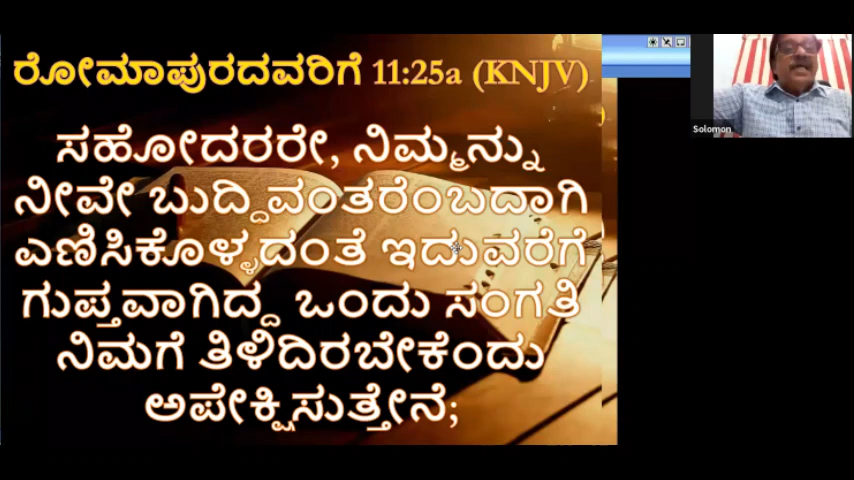 ರೋಮಾಪುರದವರಿಗೆ 11:25a (KNJV)
ಸಹೋದರರೇ, ನಿಮ್ಮನ್ನು
ನೀವೇ ಬುದ್ದಿವಂತರೆಂಬದಾಗಿ
ಎಣಿಸಿಕೊಳ್ಳದಂತೆ ಇದುವರೆಗೆ
ಗುಪ್ತವಾಗಿದ್ದ ಒಂದು ಸಂಗತಿ
ನಿಮಗೆ ತಿಳಿದಿರಬೇಕೆಂದು
ಅಪೇಕ್ಷಿಸುತ್ತೇನೆ;
Solomon